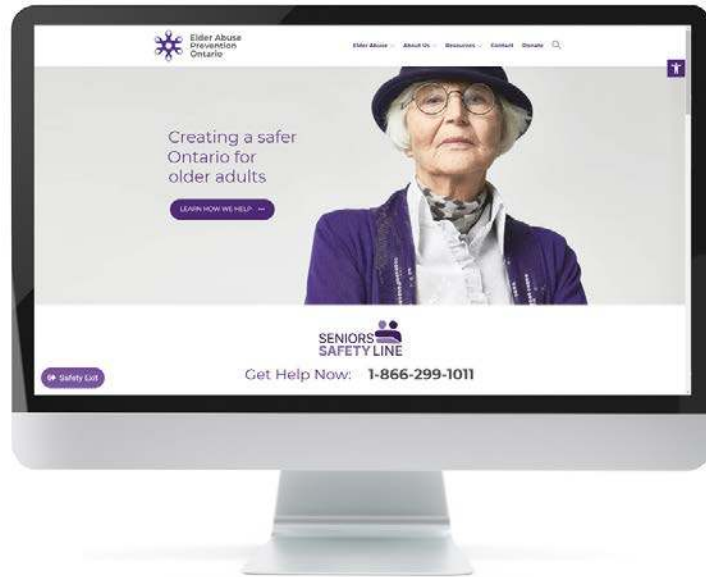 Elder Abuse
Prevention
Ontario
Elder Abuse About Us Resources Contact Donate
Creating a safer
Ontario for
older adults
LEARN HOW WE HELP
SENIORS
SAFETY LINE
Safety Exit
Get Help Now: 1-866-299-1011